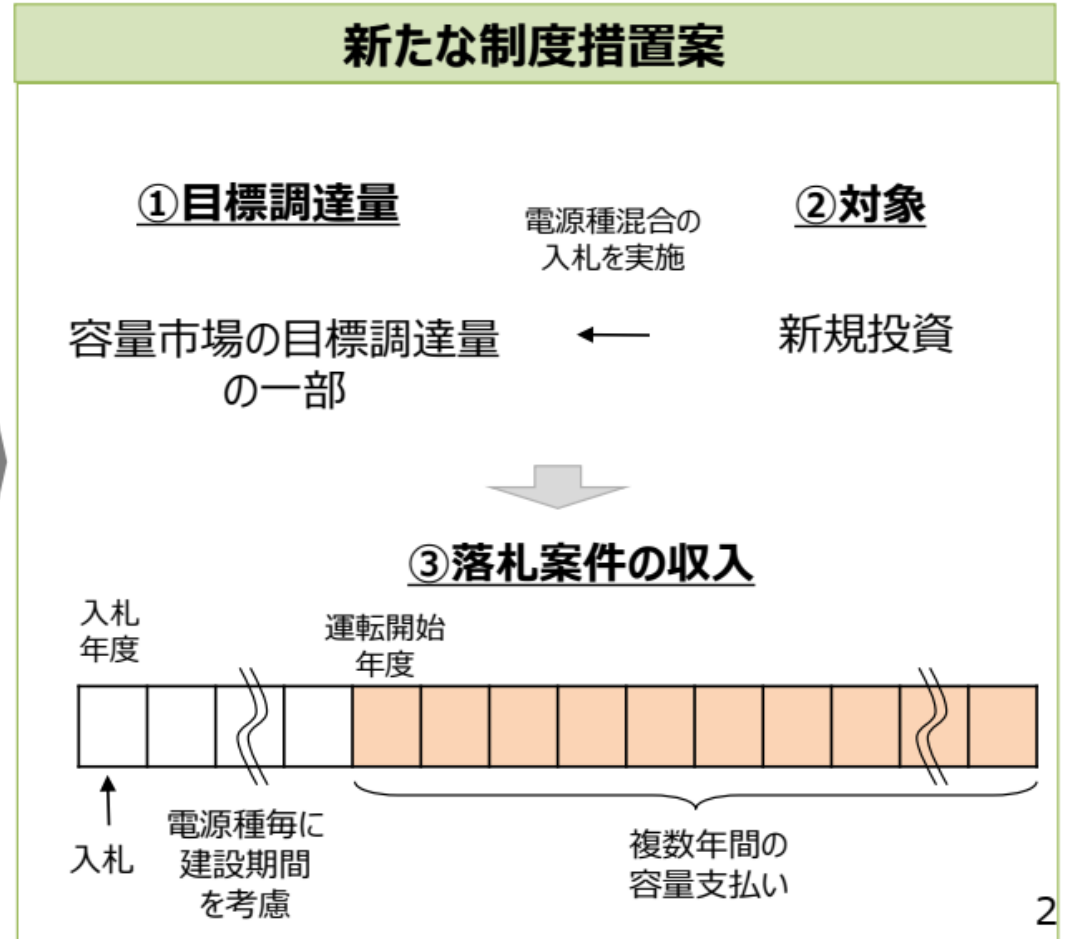 新たな制度措置案
①目標調達量
電源種混合の
入札を実施
②対象
容量市場の目標調達量
の一部
新規投資
③落札案件の収入
入札
年度
運転開始
年度
入札
電源種毎に
建設期間
を考慮
複数年間の
容量支払い
2